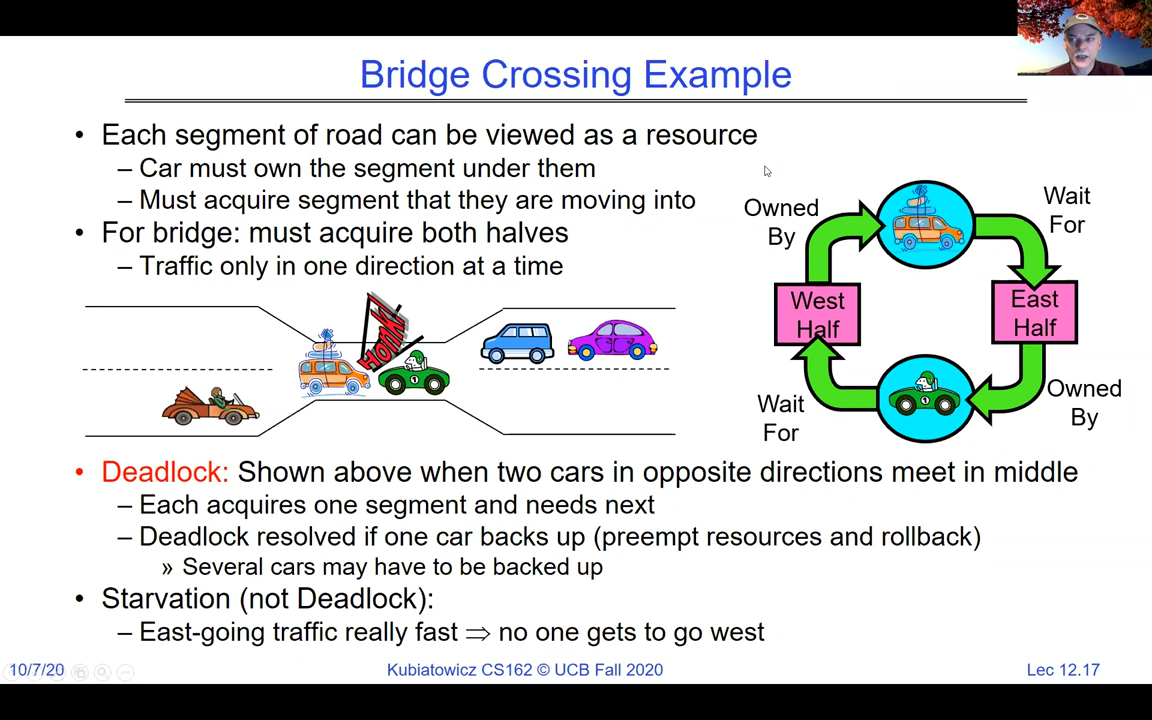 Bridge Crossing Example
• Each segment of road can be viewed as a resource
– Car must own the segment under them
– Must acquire segment that they are moving into
• For bridge: must acquire both halves
– Traffic only in one direction at a time
HONK!
1
Owned
By
Wait
For
West
Half
East
Half
1
Wait
For
Owned
By
• Deadlock: Shown above when two cars in opposite directions meet in middle
– Each acquires one segment and needs next
– Deadlock resolved if one car backs up (preempt resources and rollback)
» Several cars may have to be backed up
• Starvation (not Deadlock):
– East-going traffic really fast ⇒ no one gets to go west
10/7/20
Kubiatowicz CS162 © UCB Fall 2020
Lec 12.17